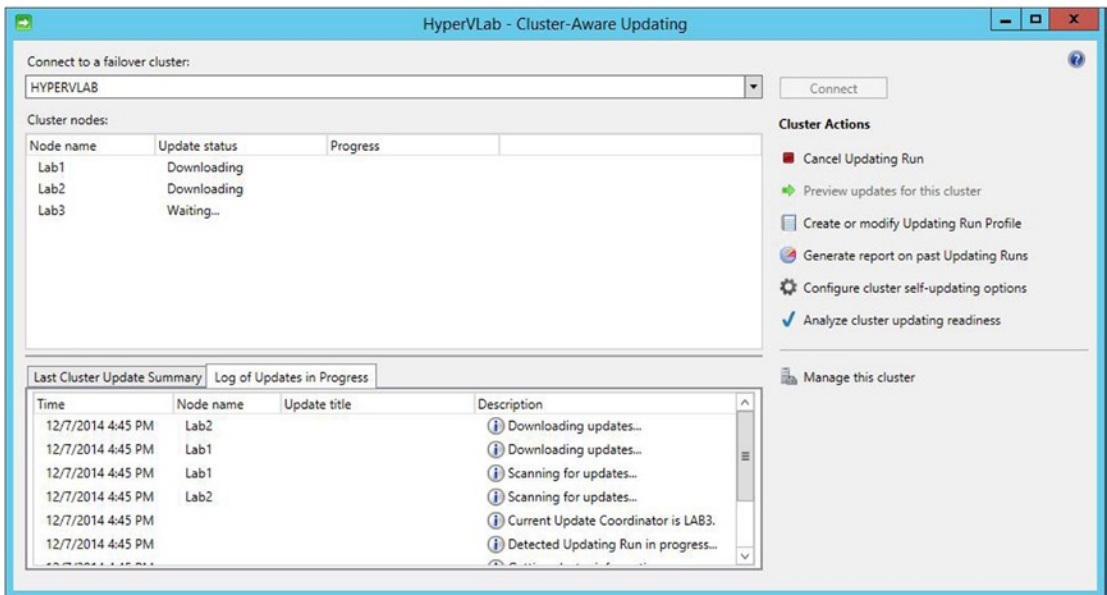 HyperVLab - Cluster-Aware Updating
Connect to a failover cluster:
HYPERVLAB
Connect
Cluster nodes:
Node name Update status Progress
Lab1 Downloading
Lab2 Downloading
Lab3 Waiting...
Cluster Actions
Cancel Updating Run
Preview updates for this cluster
Create or modify Updating Run Profile
Generate report on past Updating Runs
Configure cluster self-updating options
Analyze cluster updating readiness
Manage this cluster
Last Cluster Update Summary Log of Updates in Progress
Time Node name Update title Description
12/7/2014 4:45 PM Lab2 Downloading updates...
12/7/2014 4:45 PM Lab1 Downloading updates...
12/7/2014 4:45 PM Lab1 Scanning for updates...
12/7/2014 4:45 PM Lab2 Scanning for updates...
12/7/2014 4:45 PM Current Update Coordinator is LAB3.
12/7/2014 4:45 PM Detected Updating Run in progress...